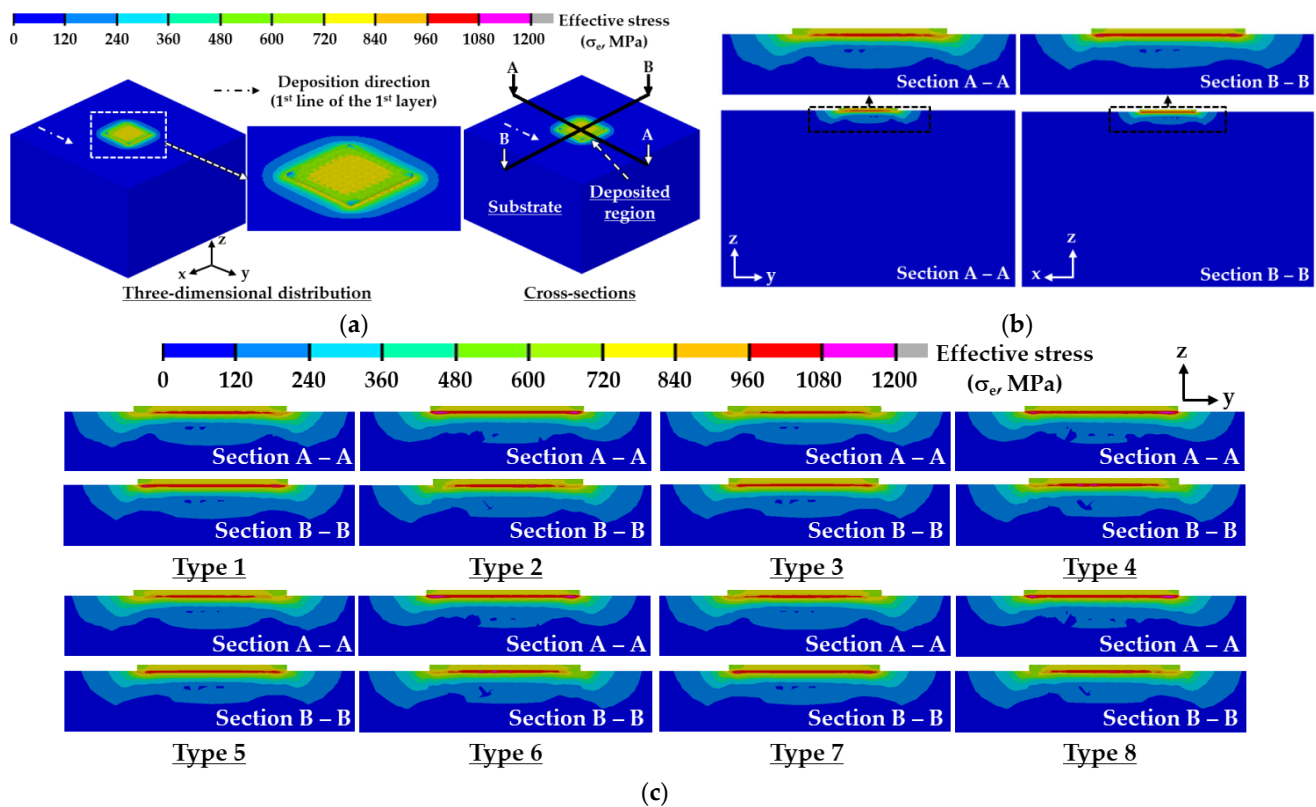 Effective stress
(σe, MPa)
0 120 240 360 480 600 720 840 960 1080 1200
Deposition direction
(1st line of the 1st layer)
A
B
B
A
Substrate
Deposited
region
z
x
y
Three-dimensional distribution
Cross-sections
(a)
Section A – A
Section B – B
z
y
Section A – A
z
x
Section B – B
(b)
Effective stress
(σe, MPa)
0 120 240 360 480 600 720 840 960 1080 1200
z
y
Section A – A
Section A – A
Section A – A
Section A – A
Section B – B
Section B – B
Section B – B
Section B – B
Type 1
Type 2
Type 3
Type 4
Section A – A
Section A – A
Section A – A
Section A – A
Section B – B
Section B – B
Section B – B
Section B – B
Type 5
Type 6
Type 7
Type 8
(c)